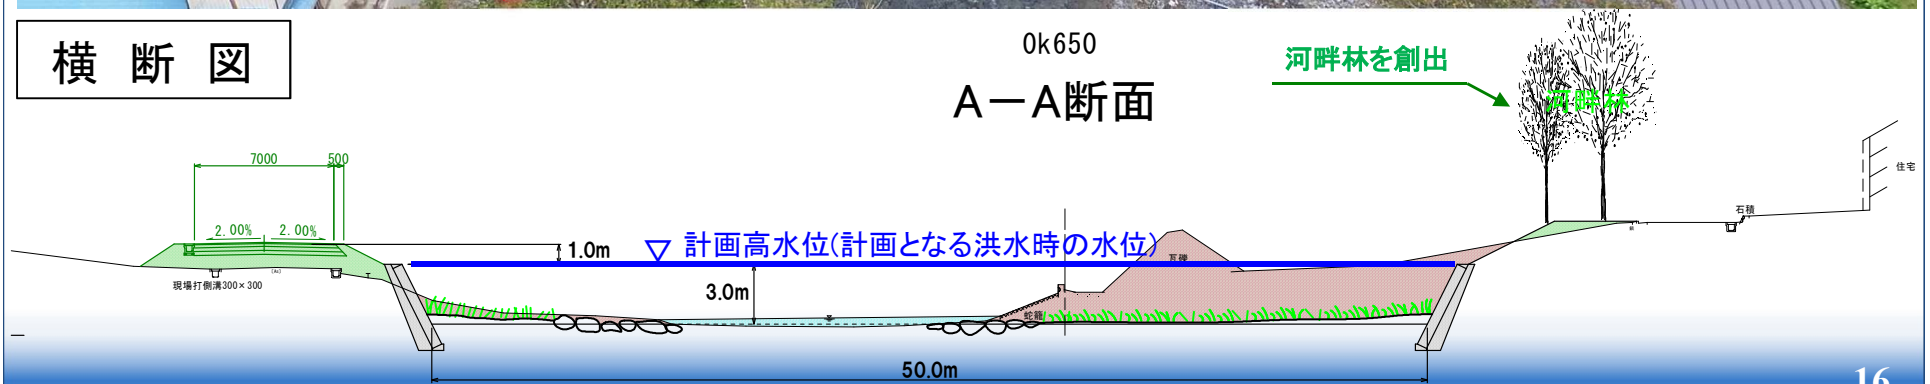 横 断 図
0k650
A－A断面
河畔林を創出
河畔林
7000
500
2.00%
2.00%
住宅
石積
1.0m
▽ 計画高水位(計画となる洪水時の水位)
瓦礫
現場打側溝300×300
3.0m
蛇籠
50.0m
16